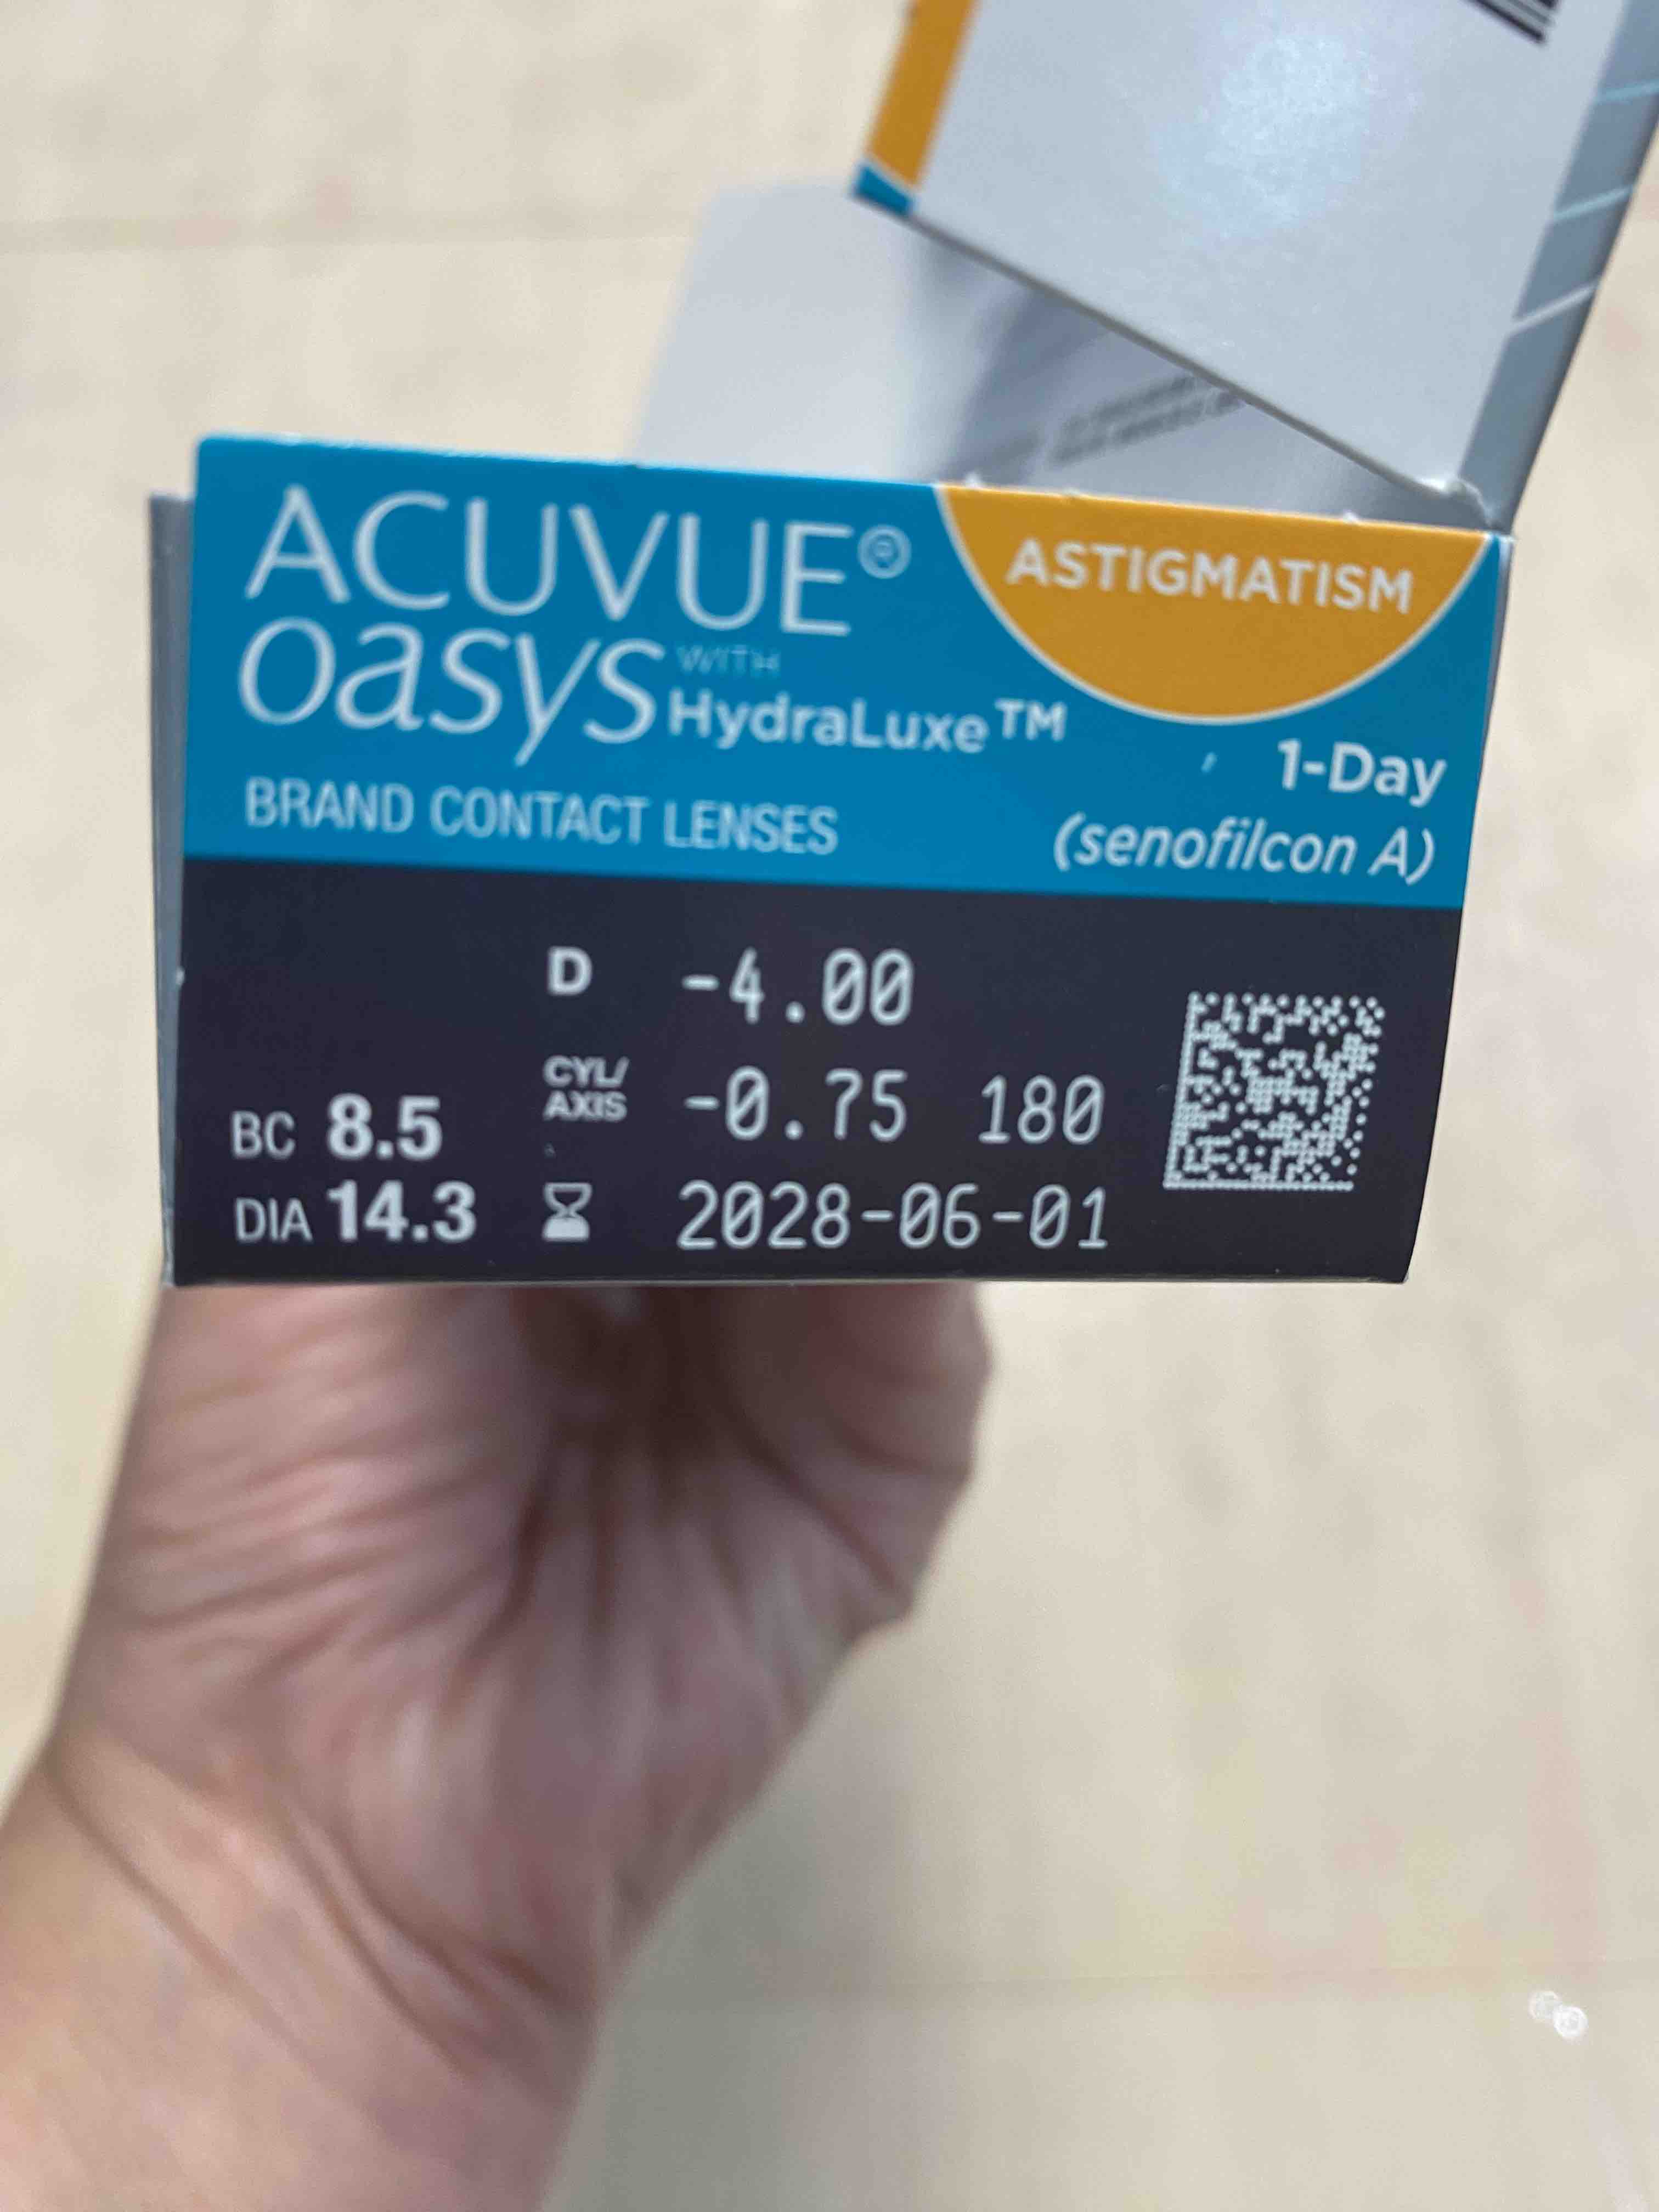 ACUVUE®
ASTIGMATISM
oasys WITH HydraLuxe™
1-Day
BRAND CONTACT LENSES
(senofilcon A)
D -4.00
CYL/AXIS -0.75 180
BC 8.5
DIA 14.3
2028-06-01